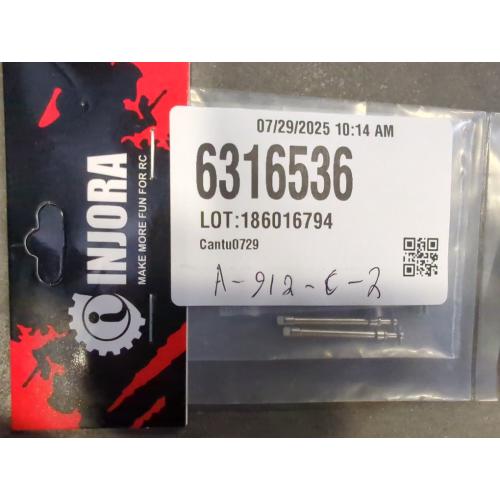 INJORA
MAKE MORE FUN FOR RC
07/29/2025 10:14 AM
6316536
LOT:186016794
Cantu0729
A-912-C-2